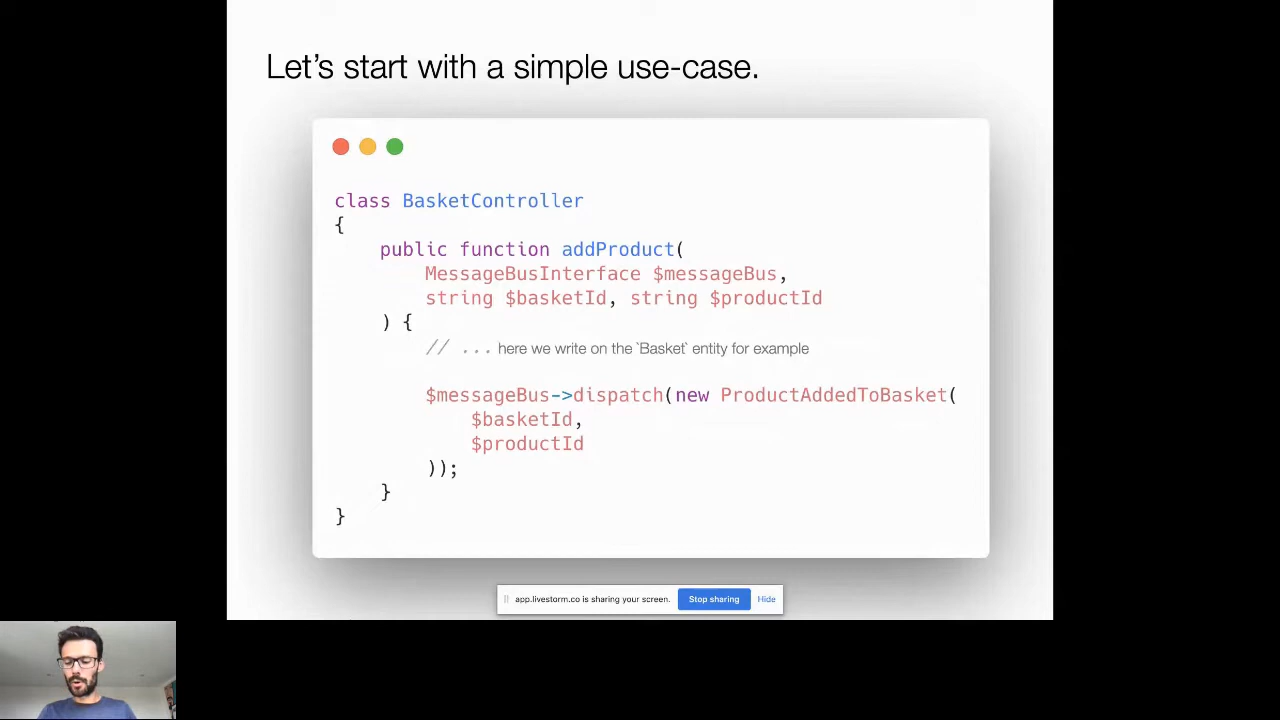 Let's start with a simple use-case.
class BasketController
{
public function addProduct(
MessageBusInterface $messageBus,
string $basketId, string $productId
) {
// ... here we write on the `Basket` entity for example
$messageBus->dispatch(new ProductAddedToBasket(
$basketId,
$productId
));
}
}
app.livestorm.co is sharing your screen. Stop sharing Hide